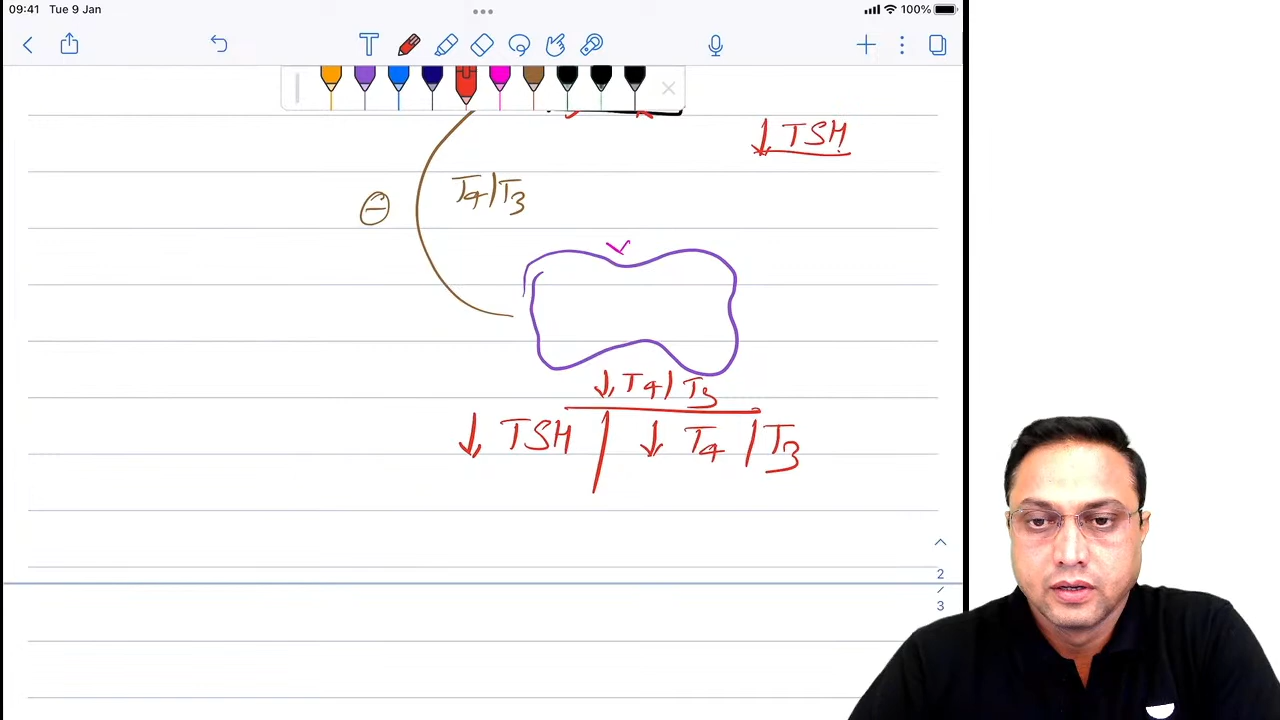 09:41 Tue 9 Jan
100%
T
↓ TSH
⊖ T4/T3
↓ T4/T3
↓ TSH | ↓ T4/T3
2
3